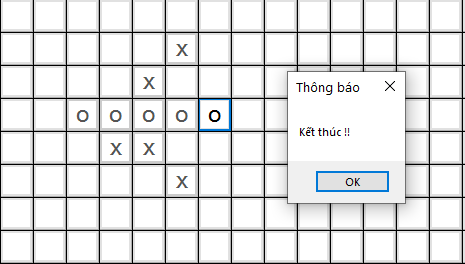 X
X
Thông báo
O O O O O
Kết thúc !!
X X
X
OK